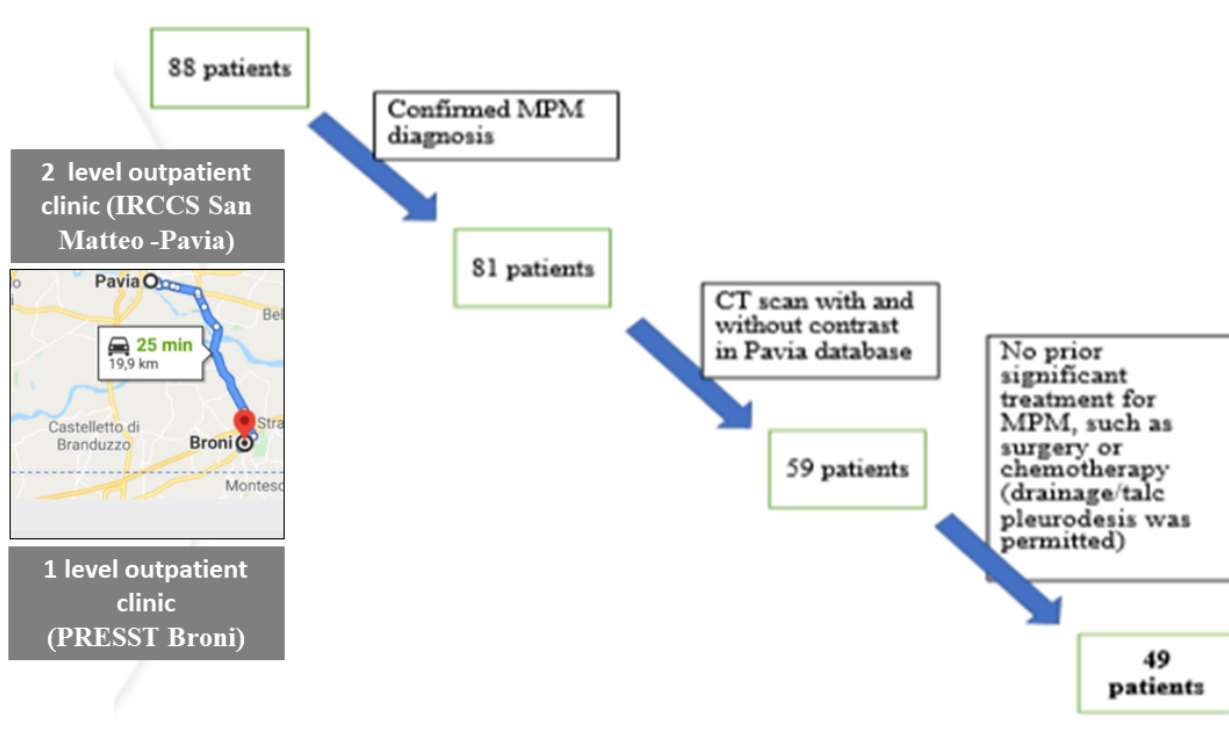 88 patients
Confirmed MPM
diagnosis
2 level outpatient
clinic (IRCCS San
Matteo -Pavia)
81 patients
Pavia
Bel
25 min
19,9 km
Castelletto di
Branduzzo
Stra
Broni
Montesc
CT scan with and
without contrast
in Pavia database
59 patients
No prior
significant
treatment for
MPM, such as
surgery or
chemotherapy
(drainage/talc
pleurodesis was
permitted)
1 level outpatient
clinic
(PRESST Broni)
49
patients